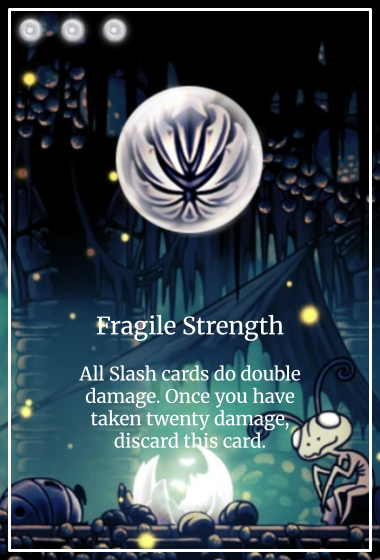 Fragile Strength
All Slash cards do double
damage. Once you have
taken twenty damage,
discard this card.